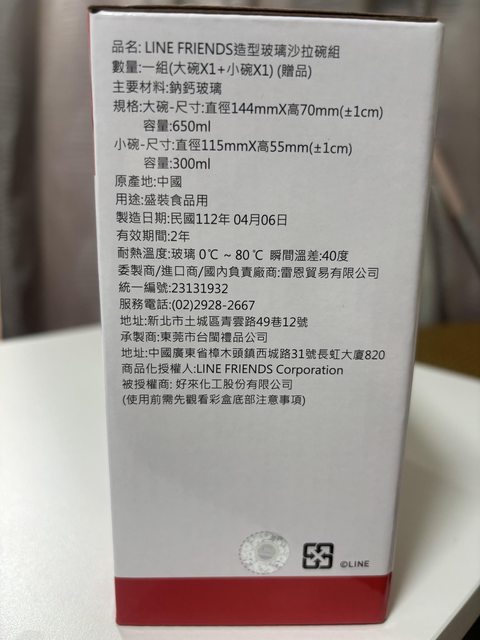 品名: LINE FRIENDS造型玻璃沙拉碗組
數量:一組(大碗X1+小碗X1) (贈品)
主要材料:鈉鈣玻璃
規格:大碗-尺寸:直徑144mmX高70mm(±1cm)
容量:650ml
小碗-尺寸:直徑115mmX高55mm(±1cm)
容量:300ml
原產地:中國
用途:盛裝食品用
製造日期:民國112年 04月06日
有效期間:2年
耐熱溫度:玻璃 0℃ ~ 80℃ 瞬間溫差:40度
委製商/進口商/國內負責廠商:雷恩貿易有限公司
統一編號:23131932
服務電話:(02)2928-2667
地址:新北市土城區青雲路49巷12號
承製商:東莞市台閩禮品公司
地址:中國廣東省樟木頭鎮西城路31號長虹大廈820
商品化授權人:LINE FRIENDS Corporation
被授權商: 好來化工股份有限公司
(使用前需先觀看彩盒底部注意事項)
©LINE